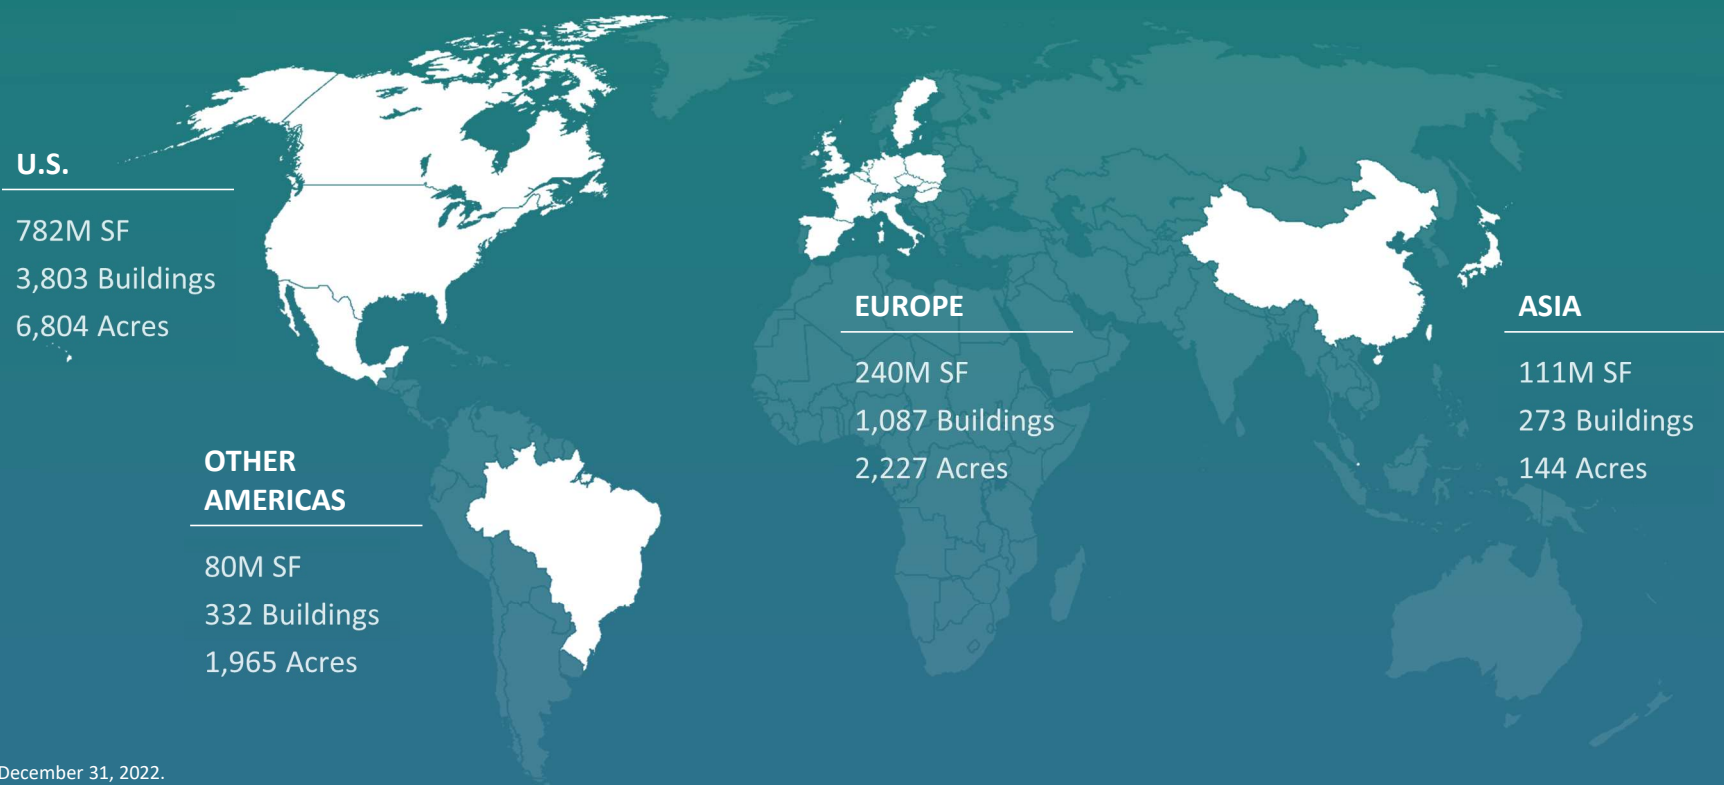 U.S.
782M SF
3,803 Buildings
6,804 Acres
OTHER
AMERICAS
80M SF
332 Buildings
1,965 Acres
EUROPE
240M SF
1,087 Buildings
2,227 Acres
ASIA
111M SF
273 Buildings
144 Acres
December 31, 2022.